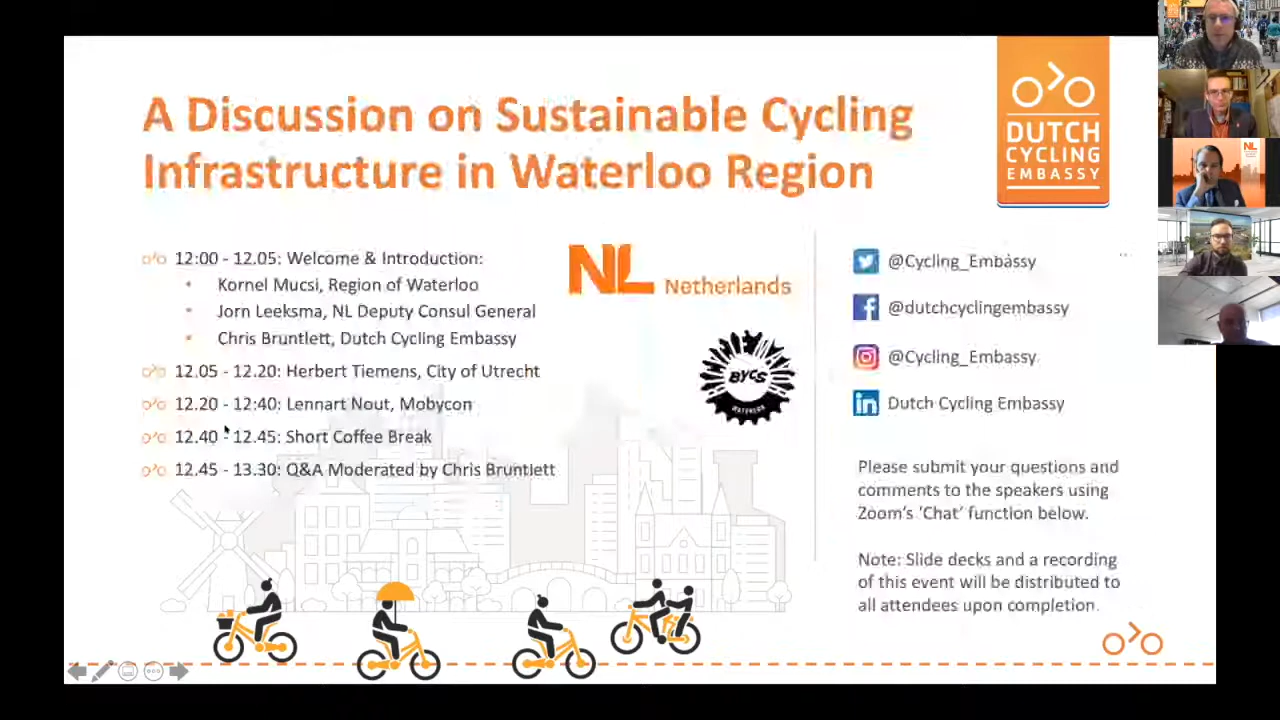 A Discussion on Sustainable Cycling
Infrastructure in Waterloo Region
DUTCH
CYCLING
EMBASSY
12:00 - 12.05: Welcome & Introduction:
Kornel Mucsi, Region of Waterloo
Jorn Leeksma, NL Deputy Consul General
Chris Bruntlett, Dutch Cycling Embassy
12.05 - 12.20: Herbert Tiemens, City of Utrecht
12.20 - 12:40: Lennart Nout, Mobycon
12.40 - 12.45: Short Coffee Break
12.45 - 13.30: Q&A Moderated by Chris Bruntlett
NL Netherlands
BYCS
WATERLOO
@Cycling_Embassy
@dutchcyclingembassy
@Cycling_Embassy
Dutch Cycling Embassy
Please submit your questions and
comments to the speakers using
Zoom's 'Chat' function below.
Note: Slide decks and a recording
of this event will be distributed to
all attendees upon completion.
NL